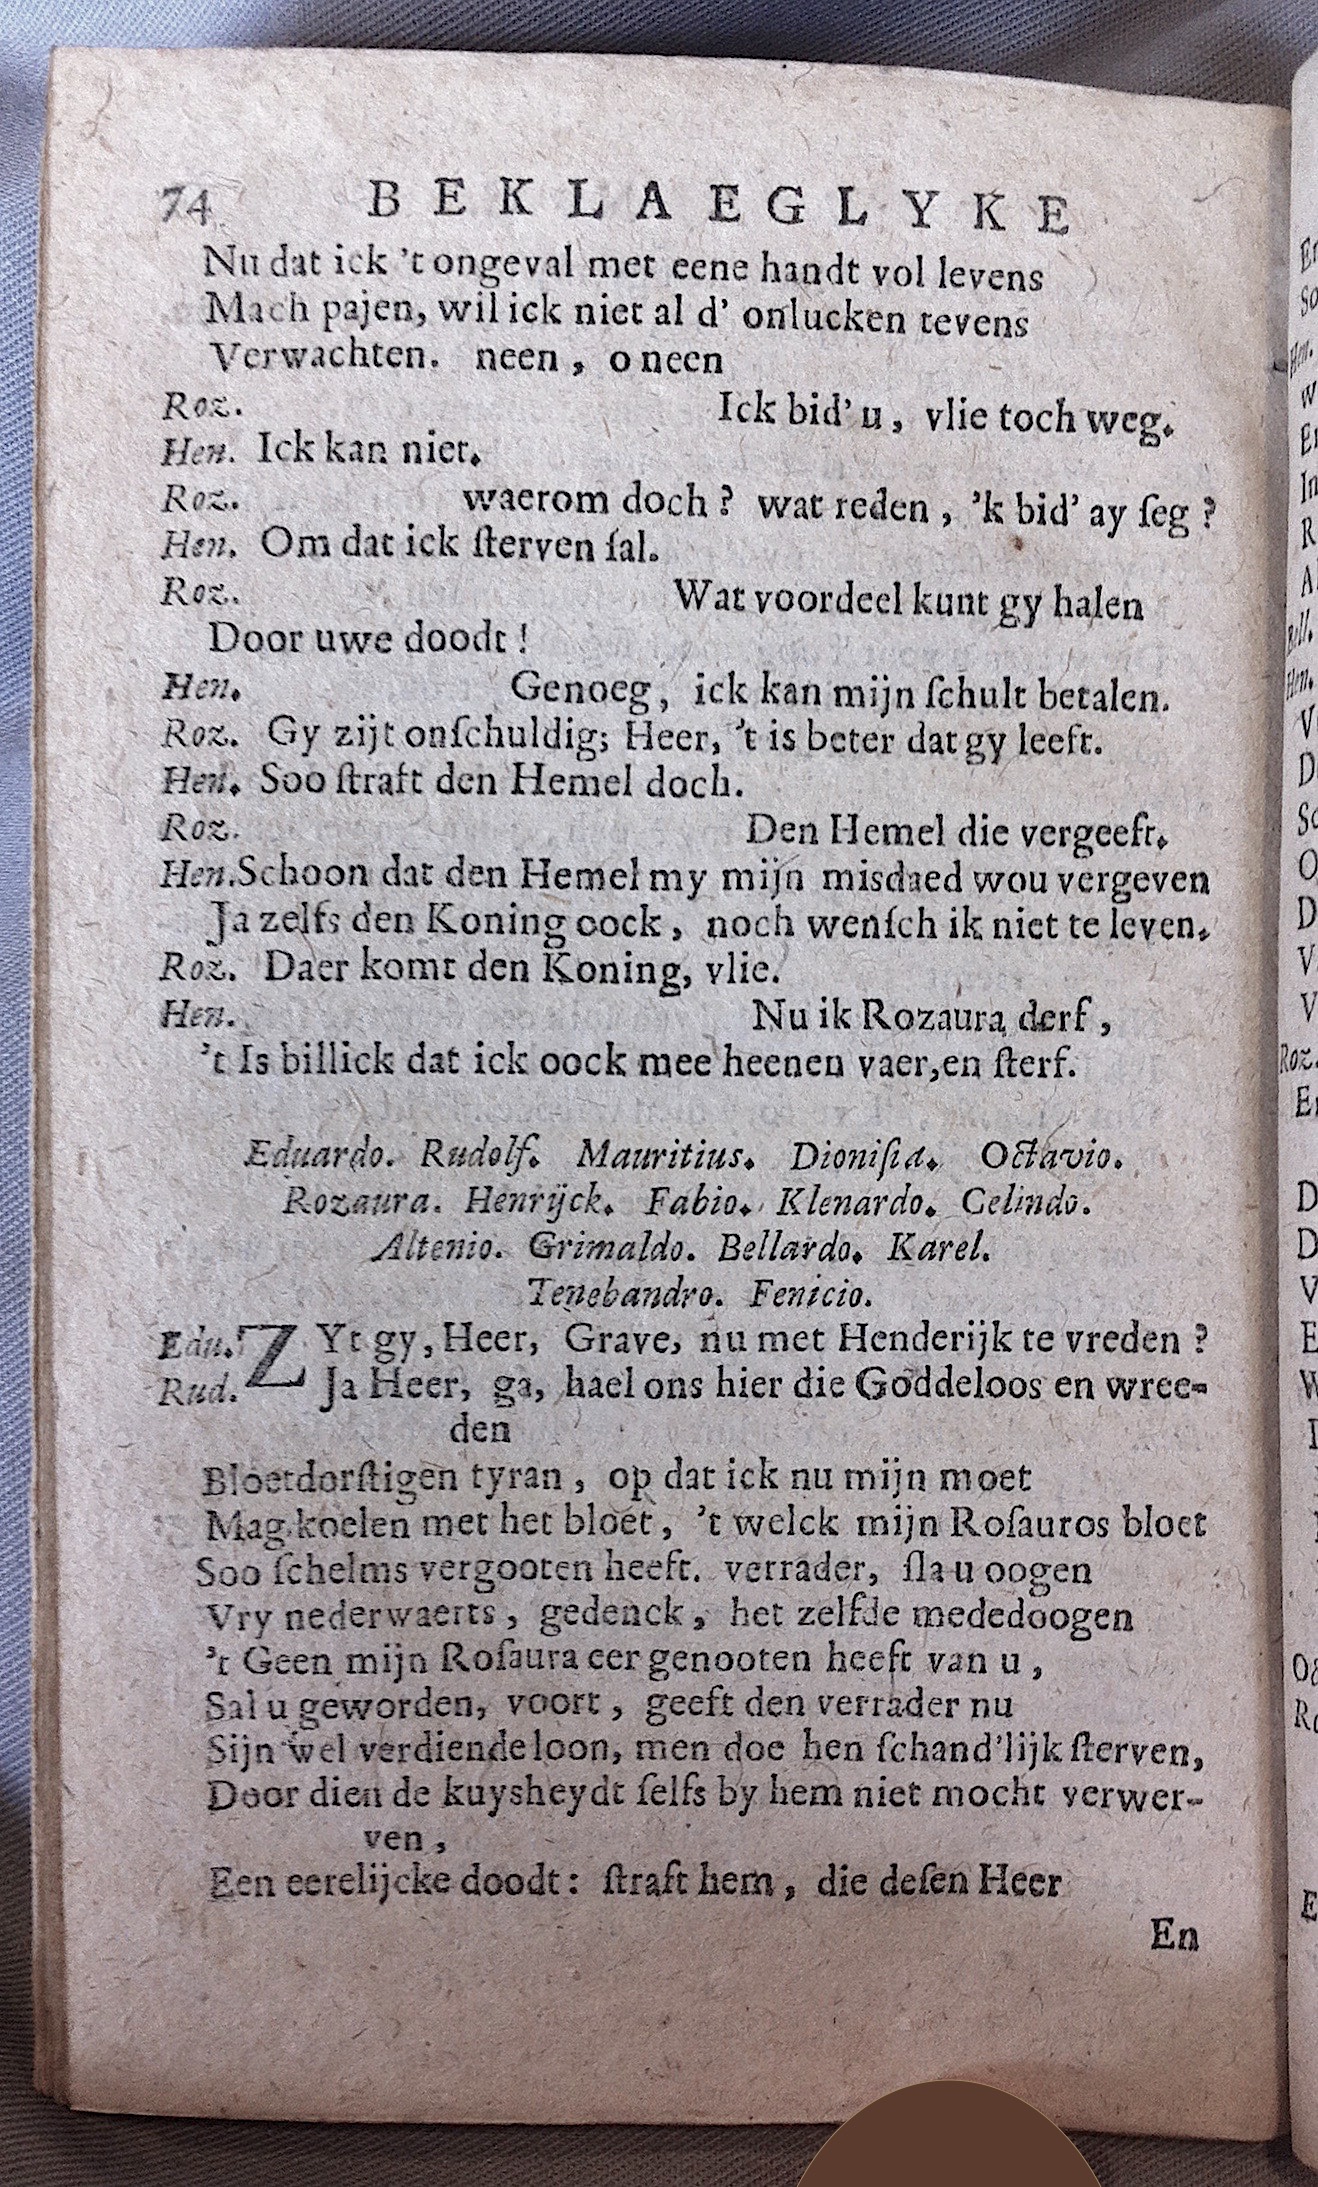 74 BEKLAEGLYKE
Nu dat ick 't ongeval met eene handt vol levens
Mach pajen, wil ick niet al d' onlucken tevens
Verwachten. neen, o neen
Roz. Ick bid' u, vlie toch weg.
Hen. Ick kan niet.
Roz. waerom doch? wat reden, 'k bid' ay ſeg?
Hen. Om dat ick ſterven ſal.
Roz. Wat voordeel kunt gy halen
Door uwe doodt!
Hen. Genoeg, ick kan mijn ſchult betalen.
Roz. Gy zijt onſchuldig; Heer, 't is beter dat gy leeft.
Hen. Soo ſtraft den Hemel doch.
Roz. Den Hemel die vergeeft.
Hen. Schoon dat den Hemel my mijn misdaed wou vergeven
Ja zelfs den Koning oock, noch wenſch ik niet te leven.
Roz. Daer komt den Koning, vlie.
Hen. Nu ik Rozaura derf,
't Is billick dat ick oock mee heenen vaer, en ſterf.
Eduardo. Rudolf. Mauritius. Dioniſia. Octavio.
Rozaura. Henrijck. Fabio. Klenardo. Celindo.
Altenio. Grimaldo. Bellardo. Karel.
Tenebandro. Fenicio.
Edu. ZYt gy, Heer, Grave, nu met Henderijk te vreden?
Rud. Ja Heer, ga, hael ons hier die Goddeloos en wree-
den
Bloetdorſtigen tyran, op dat ick nu mijn moet
Mag koelen met het bloet, 't welck mijn Roſauros bloet
Soo ſchelms vergooten heeft. verrader, ſla u oogen
Vry nederwaerts, gedenck, het zelfde mededoogen
't Geen mijn Roſaura eer genooten heeft van u,
Sal u geworden, voort, geeft den verrader nu
Sijn wel verdiende loon, men doe hen ſchand'lijk ſterven,
Door dien de kuysheydt ſelfs by hem niet mocht verwer-
ven,
Een eerelijcke doodt: ſtraft hem, die deſen Heer
En